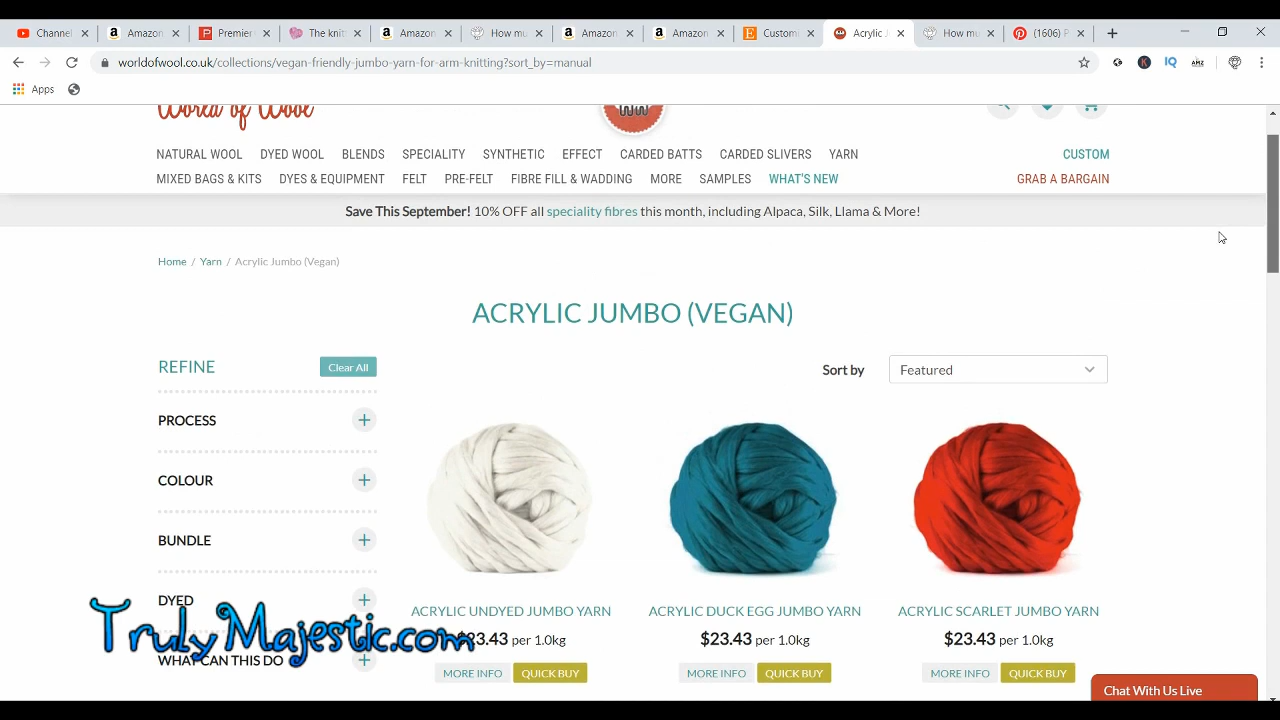 Channel
Amazon
Premier
The knit
Amazon
How mu
Amazon
Amazon
Customi
Acrylic J
How mu
(1606) P
worldofwool.co.uk/collections/vegan-friendly-jumbo-yarn-for-arm-knitting?sort_by=manual
Apps
World of Wool
WW
NATURAL WOOL DYED WOOL BLENDS SPECIALITY SYNTHETIC EFFECT CARDED BATTS CARDED SLIVERS YARN CUSTOM
MIXED BAGS & KITS DYES & EQUIPMENT FELT PRE-FELT FIBRE FILL & WADDING MORE SAMPLES WHAT'S NEW GRAB A BARGAIN
Save This September! 10% OFF all speciality fibres this month, including Alpaca, Silk, Llama & More!
Home / Yarn / Acrylic Jumbo (Vegan)
ACRYLIC JUMBO (VEGAN)
REFINE Clear All
Sort by Featured
PROCESS
COLOUR
BUNDLE
DYED
WHAT CAN THIS DO
TrulyMajestic.com
ACRYLIC UNDYED JUMBO YARN
$23.43 per 1.0kg
MORE INFO QUICK BUY
ACRYLIC DUCK EGG JUMBO YARN
$23.43 per 1.0kg
MORE INFO QUICK BUY
ACRYLIC SCARLET JUMBO YARN
$23.43 per 1.0kg
MORE INFO QUICK BUY
Chat With Us Live